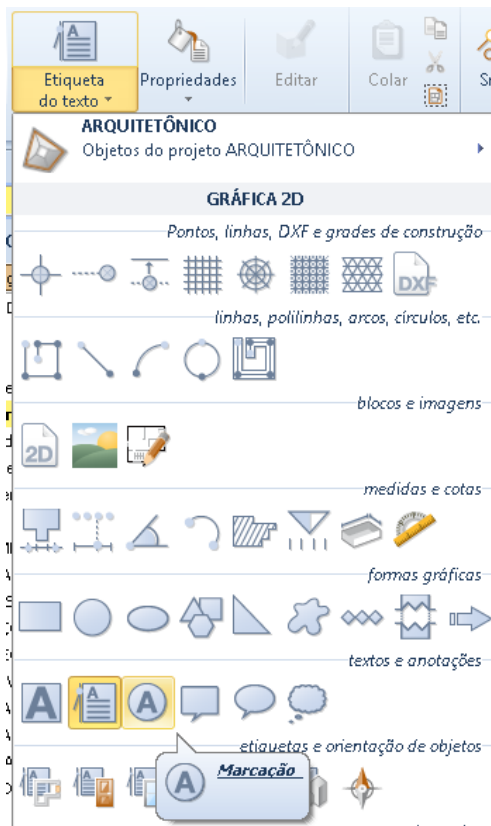 Etiqueta
do texto
Propriedades
Editar
Colar
ARQUITETÔNICO
Objetos do projeto ARQUITETÔNICO
GRÁFICA 2D
Pontos, linhas, DXF e grades de construção
DXF
linhas, polilinhas, arcos, círculos, etc.
blocos e imagens
2D
medidas e cotas
formas gráficas
textos e anotações
A A A
etiquetas e orientação de objetos
A Marcação